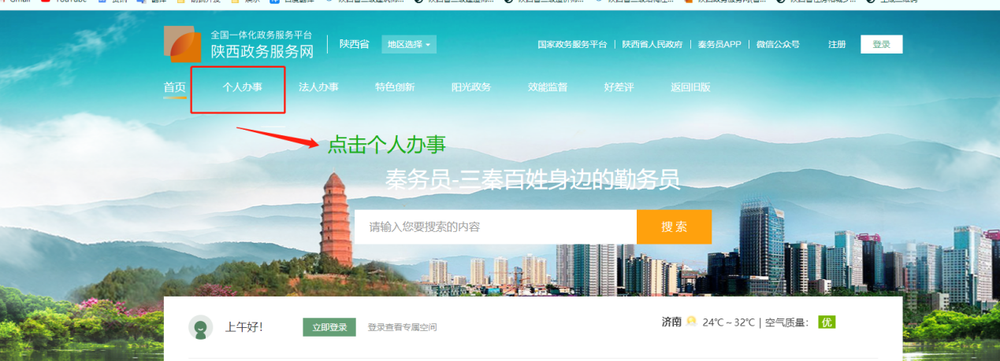 Gmail YouTube 翻译
全国一体化政务服务平台
陕西政务服务网
陕西省
地区选择
国家政务服务平台 | 陕西省人民政府 | 秦务员APP | 微信公众号
注册
登录
首页 个人办事 法人办事 特色创新 阳光政务 效能监督 好差评 返回旧版
点击个人办事
秦务员-三秦百姓身边的勤务员
请输入您要搜索的内容
搜索
上午好！
立即登录
登录查看专属空间
济南 24℃～32℃ | 空气质量： 优